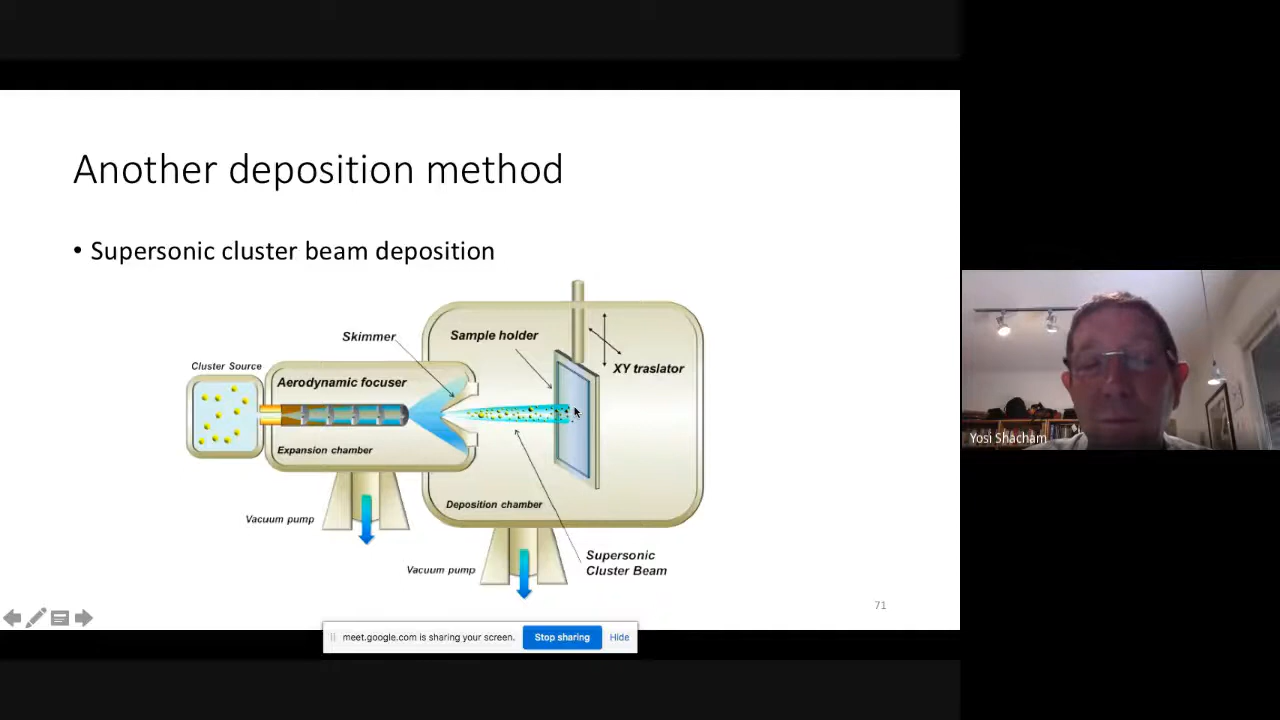 Another deposition method
• Supersonic cluster beam deposition
Skimmer
Sample holder
Cluster Source
Aerodynamic focuser
XY traslator
Expansion chamber
Deposition chamber
Vacuum pump
Supersonic
Cluster Beam
Vacuum pump
71
Yosi Shacham
meet.google.com is sharing your screen.
Stop sharing
Hide